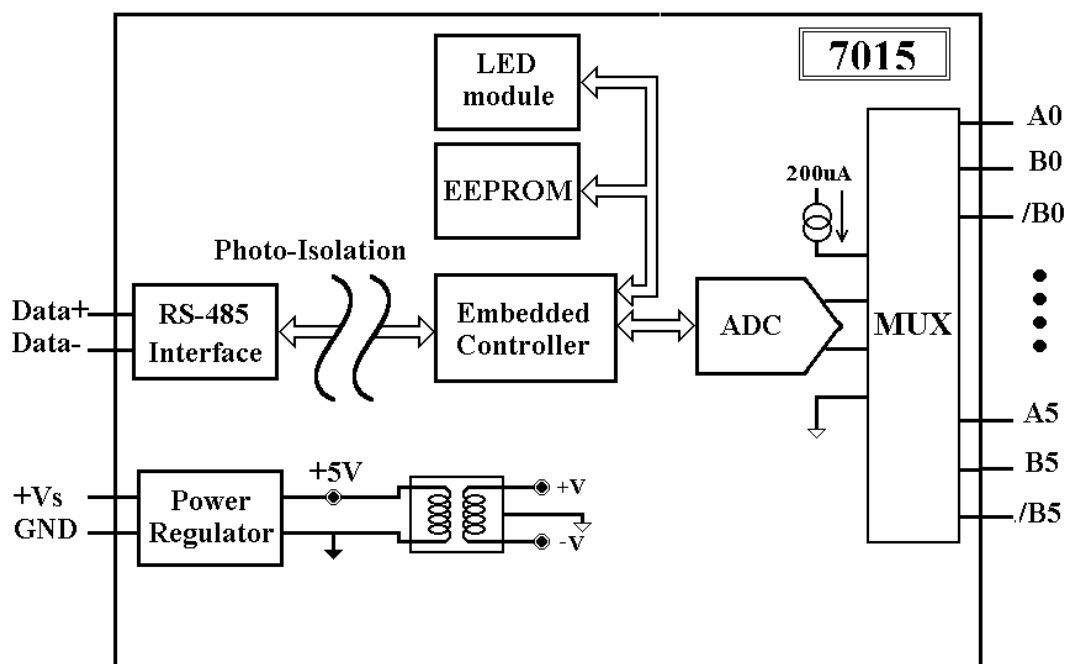 7015
LED
module
EEPROM
200uA
A0
B0
/B0
Photo-Isolation
Data+
Data-
RS-485
Interface
Embedded
Controller
ADC
MUX
A5
B5
/B5
+Vs
GND
Power
Regulator
+5V
+V
-V